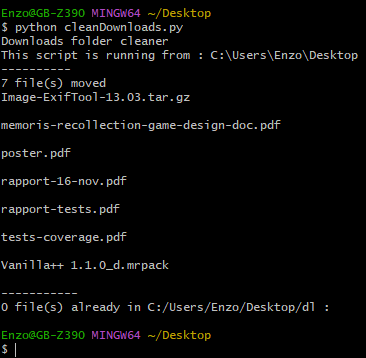 Enzo@GB-Z390 MINGW64 ~/Desktop
$ python cleanDownloads.py
Downloads folder cleaner
This script is running from : C:\Users\Enzo\Desktop
----------
7 file(s) moved
Image-ExifTool-13.03.tar.gz
memoris-recollection-game-design-doc.pdf
poster.pdf
rapport-16-nov.pdf
rapport-tests.pdf
tests-coverage.pdf
Vanilla++ 1.1.0_d.mrpack
-----------
0 file(s) already in C:/Users/Enzo/Desktop/dl :
Enzo@GB-Z390 MINGW64 ~/Desktop
$